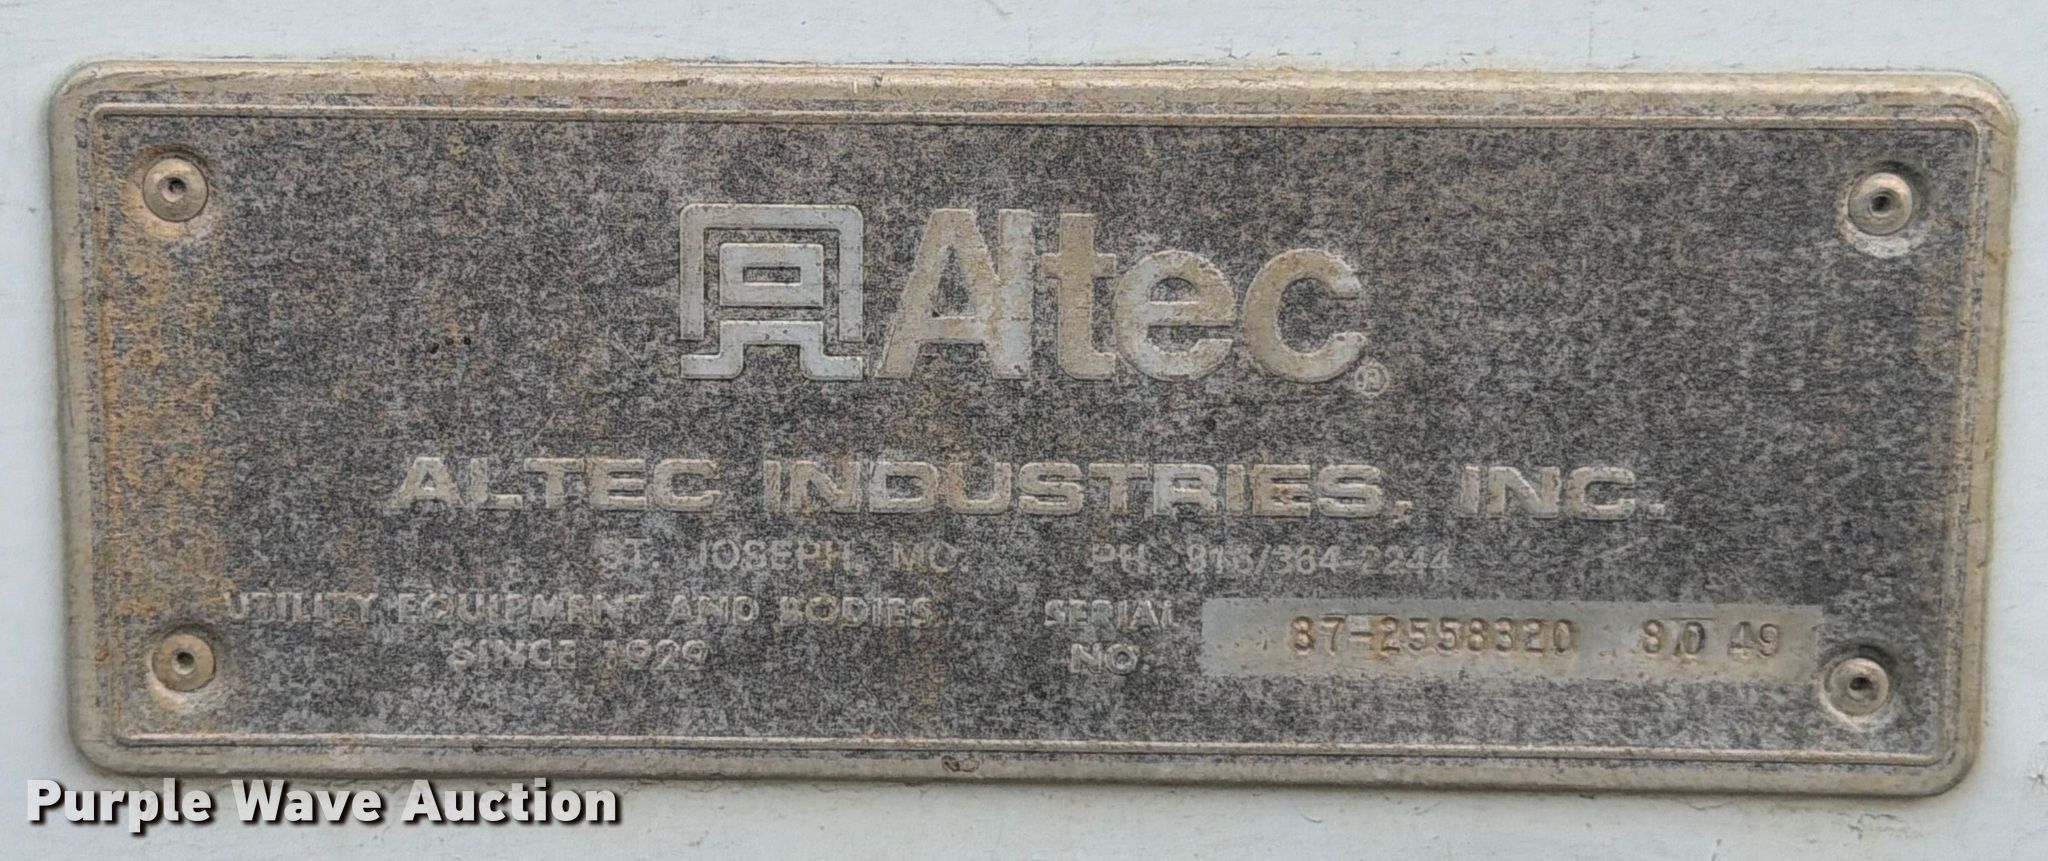 Altec®
ALTEC INDUSTRIES, INC.
ST. JOSEPH, MO. PH. 816/364-2244
UTILITY EQUIPMENT AND BODIES
SINCE 1929
SERIAL NO. 87-2558320 8049
Purple Wave Auction